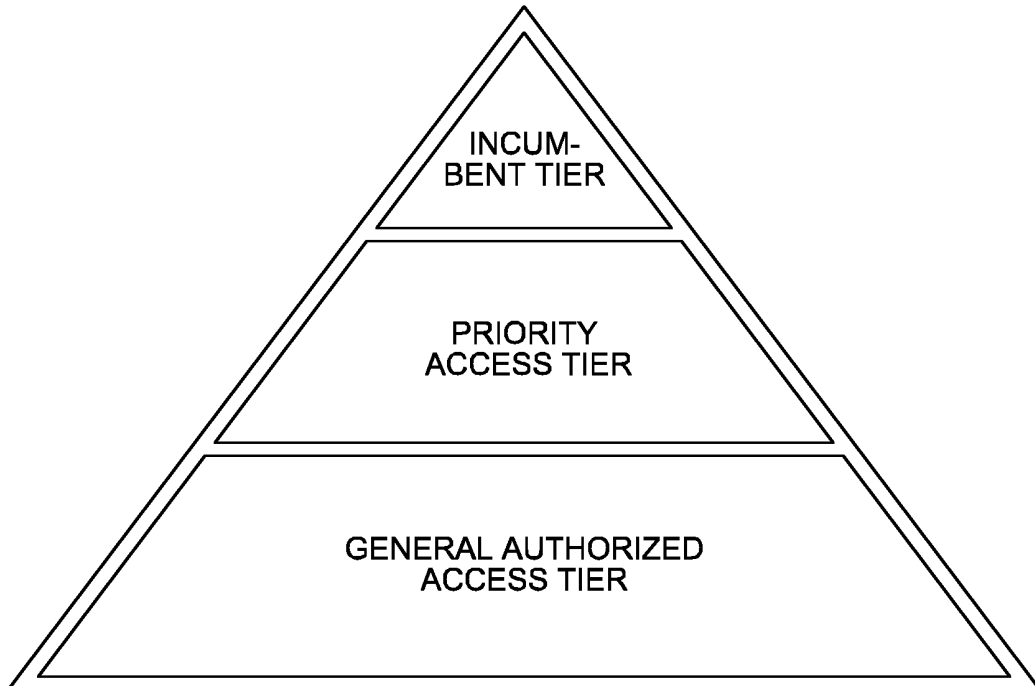 INCUM-
BENT TIER
PRIORITY
ACCESS TIER
GENERAL AUTHORIZED
ACCESS TIER